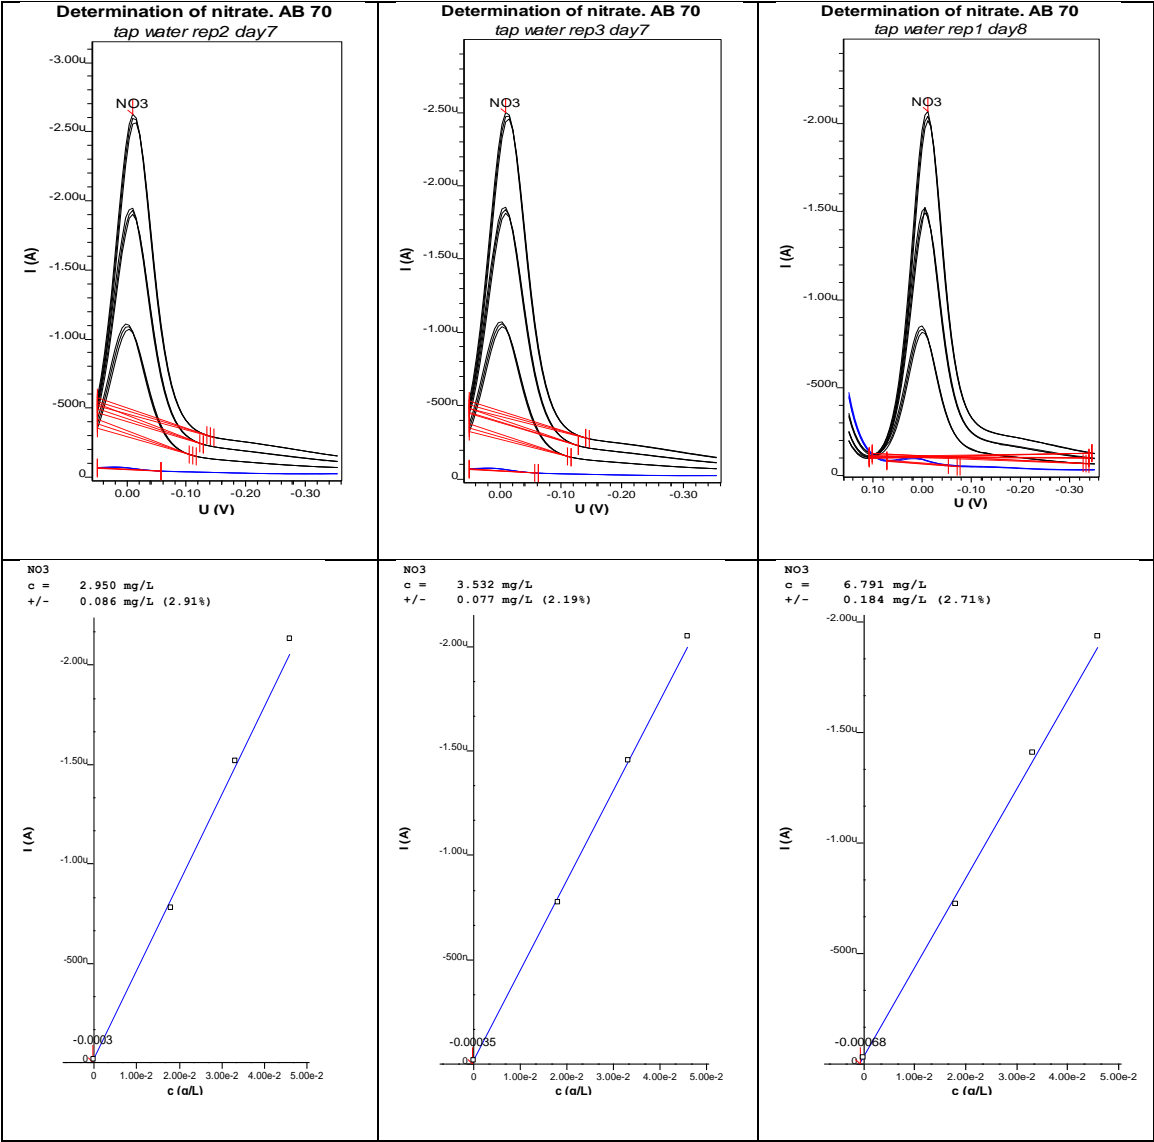 Determination of nitrate. AB 70
tap water rep2 day7
-3.00u
-2.50u
-2.00u
-1.50u
-1.00u
-500n
0
NO3
I (A)
0.00 -0.10 -0.20 -0.30
U (V)
Determination of nitrate. AB 70
tap water rep3 day7
-2.50u
-2.00u
-1.50u
-1.00u
-500n
0
NO3
I (A)
0.00 -0.10 -0.20 -0.30
U (V)
Determination of nitrate. AB 70
tap water rep1 day8
-2.00u
-1.50u
-1.00u
-500n
0
NO3
I (A)
0.10 0.00 -0.10 -0.20 -0.30
U (V)
NO3
c = 2.950 mg/L
+/- 0.086 mg/L (2.91%)
-2.00u
-1.50u
-1.00u
-500n
0
I (A)
-0.0003
0 1.00e-2 2.00e-2 3.00e-2 4.00e-2 5.00e-2
c (g/L)
NO3
c = 3.532 mg/L
+/- 0.077 mg/L (2.19%)
-2.00u
-1.50u
-1.00u
-500n
0
I (A)
-0.00035
0 1.00e-2 2.00e-2 3.00e-2 4.00e-2 5.00e-2
c (g/L)
NO3
c = 6.791 mg/L
+/- 0.184 mg/L (2.71%)
-2.00u
-1.50u
-1.00u
-500n
0
I (A)
-0.00068
0 1.00e-2 2.00e-2 3.00e-2 4.00e-2 5.00e-2
c (g/L)